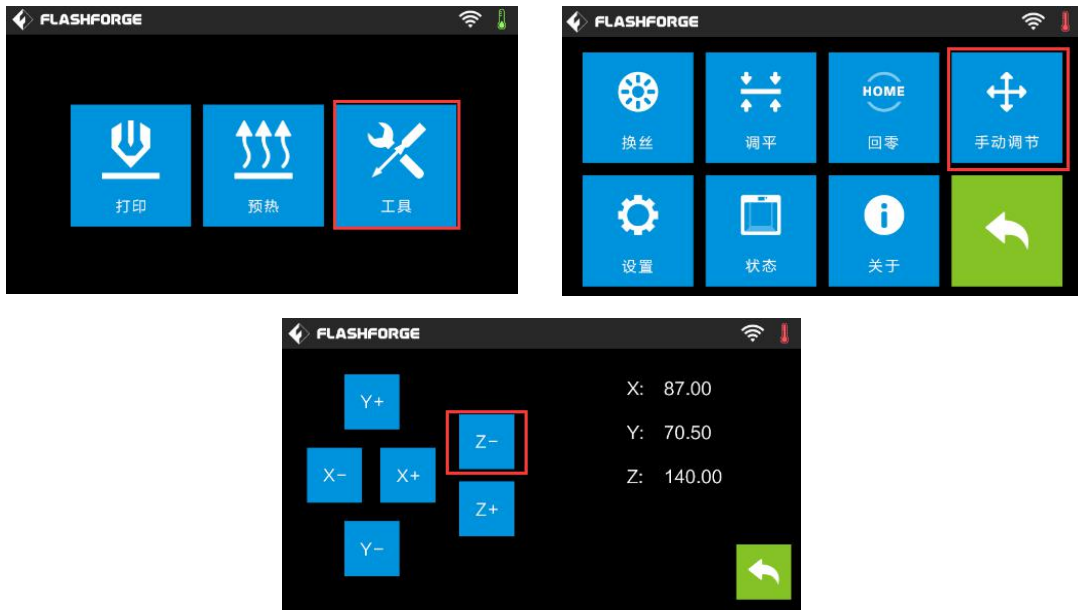 FLASHFORGE
打印 预热 工具
FLASHFORGE
HOME
换丝 调平 回零 手动调节
设置 状态 关于
FLASHFORGE
Y+
X- X+
Y-
Z-
Z+
X: 87.00
Y: 70.50
Z: 140.00